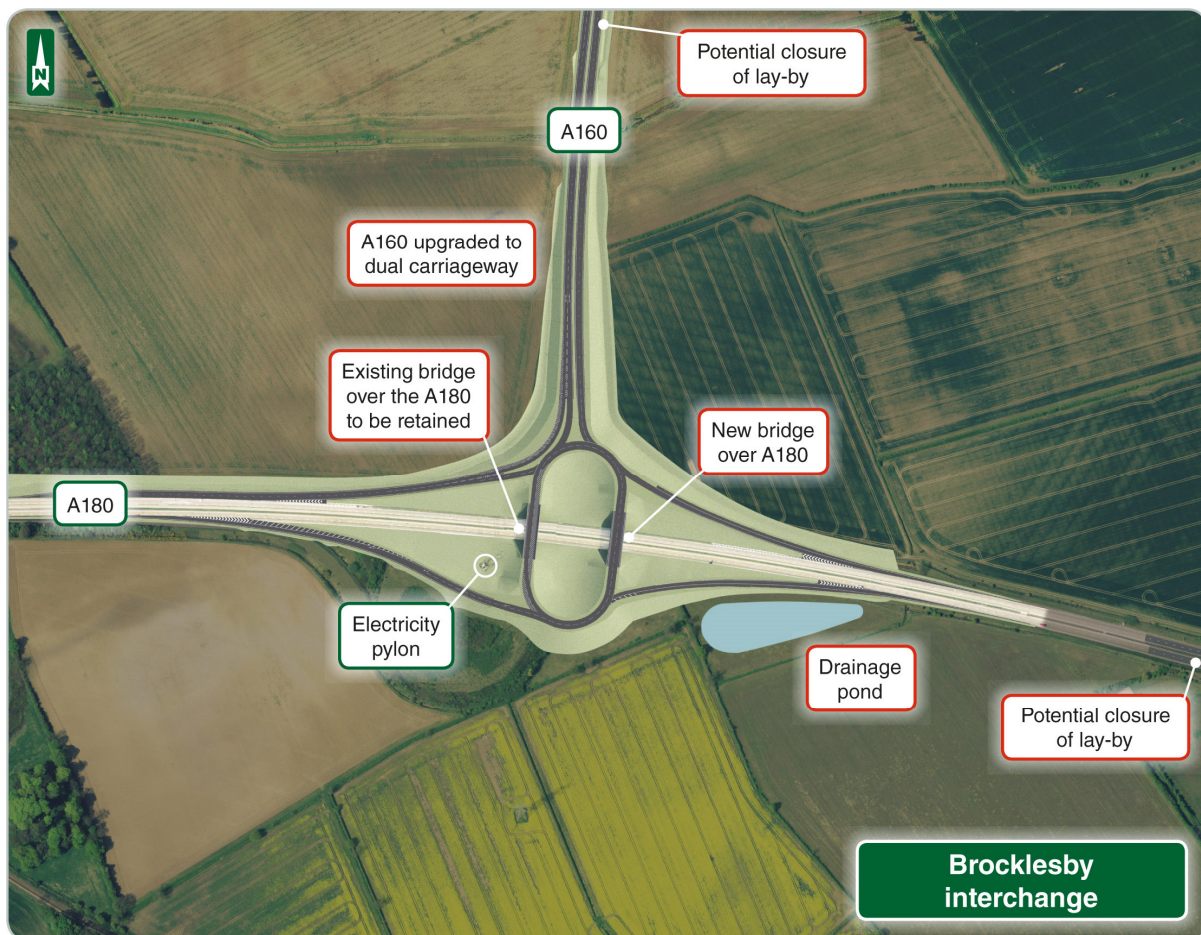 N
Potential closure
of lay-by
A160
A160 upgraded to
dual carriageway
Existing bridge
over the A180
to be retained
New bridge
over A180
A180
Electricity
pylon
Drainage
pond
Potential closure
of lay-by
Brocklesby
interchange